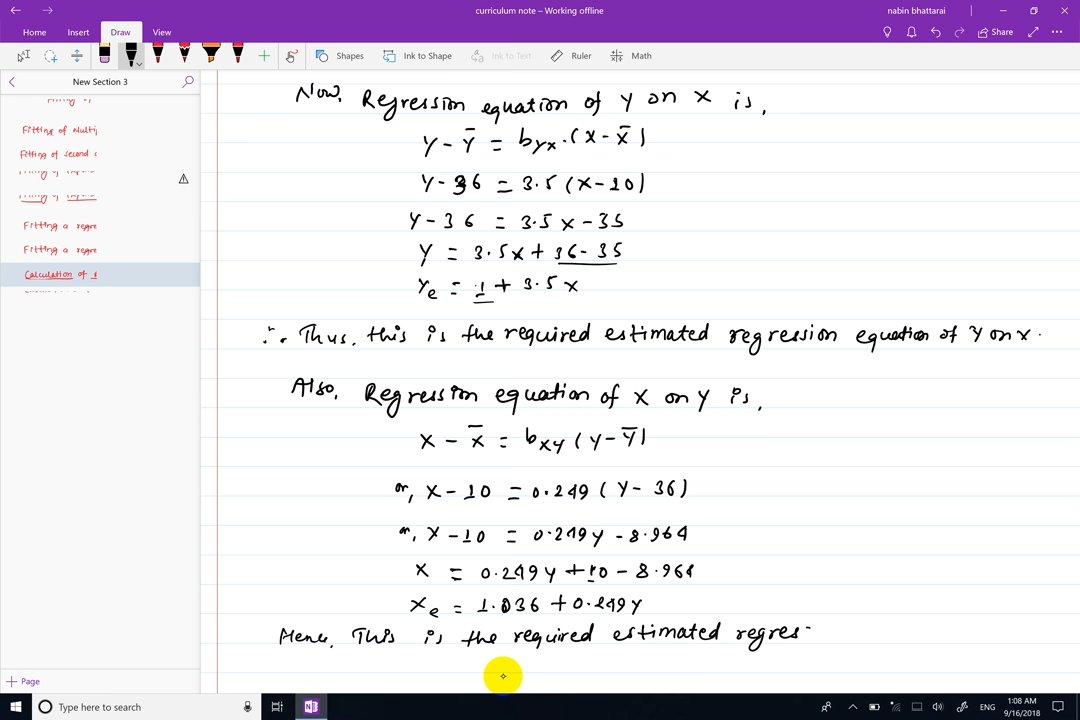 curriculum note – Working offline
nabin bhattarai
Home Insert Draw View
Share
Shapes Ink to Shape Ink to Text Ruler Math
New Section 3
Fitting of Multip
Fitting of second d
Fitting a regre
Fitting a regre
Calculation of
Now, Regression equation of Y on X is,
Y - Ȳ = byx.(X - X̄)
Y - 36 = 3.5(X-10)
Y - 36 = 3.5x - 35
Y = 3.5x + 36-35
Ye = 1 + 3.5x
∴ Thus, this is the required estimated regression equation of Y on X.
Also, Regression equation of X on Y is,
X - X̄ = bxy (Y - Ȳ)
or, X - 10 = 0.249 (Y - 36)
or, X - 10 = 0.249Y - 8.964
X = 0.249Y + 10 - 8.964
Xe = 1.036 + 0.249Y
Hence, This is the required estimated regres
+ Page
Type here to search
ENG
1:08 AM
9/16/2018